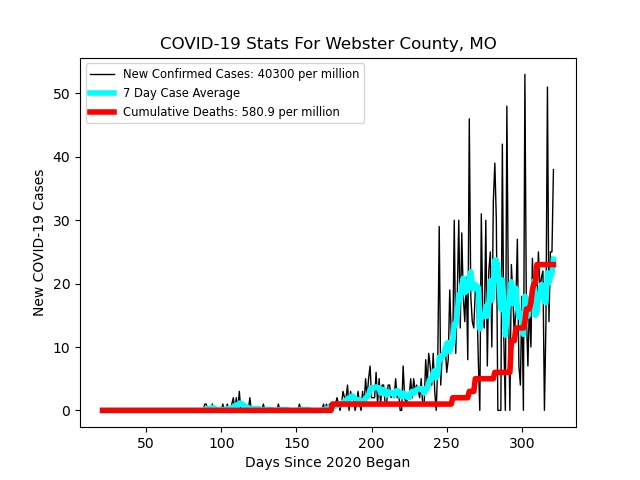 COVID-19 Stats For Webster County, MO
New Confirmed Cases: 40300 per million
7 Day Case Average
Cumulative Deaths: 580.9 per million
New COVID-19 Cases
50
40
30
20
10
0
50 100 150 200 250 300
Days Since 2020 Began